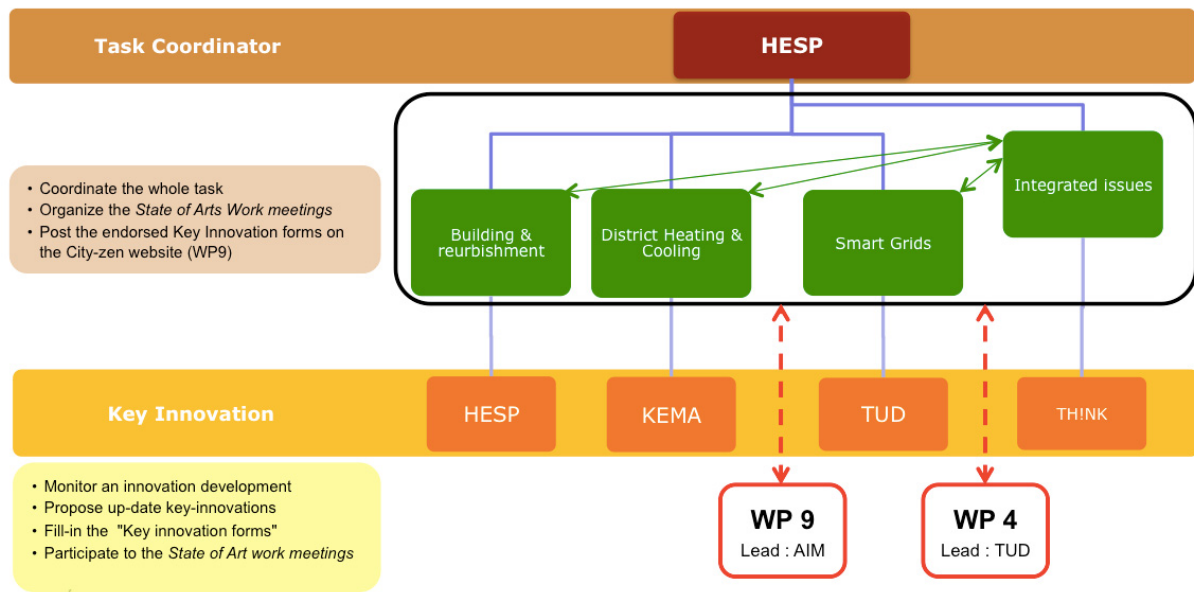 Task Coordinator
HESP
• Coordinate the whole task
• Organize the State of Arts Work meetings
• Post the endorsed Key Innovation forms on
the City-zen website (WP9)
Building &
reurbishment
District Heating &
Cooling
Smart Grids
Integrated issues
Key Innovation
HESP
KEMA
TUD
TH!NK
• Monitor an innovation development
• Propose up-date key-innovations
• Fill-in the "Key innovation forms"
• Participate to the State of Art work meetings
WP 9
Lead : AIM
WP 4
Lead : TUD